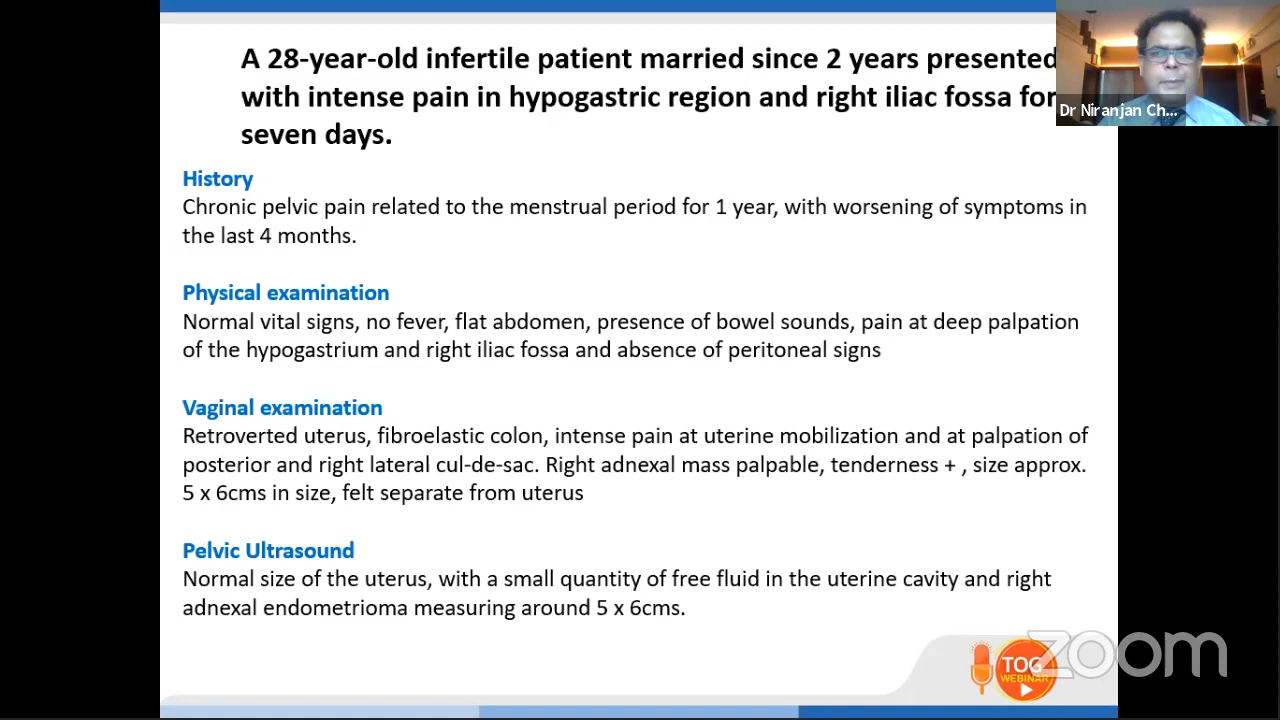 A 28-year-old infertile patient married since 2 years presented
with intense pain in hypogastric region and right iliac fossa for
seven days.
Dr Niranjan Ch...
History
Chronic pelvic pain related to the menstrual period for 1 year, with worsening of symptoms in
the last 4 months.
Physical examination
Normal vital signs, no fever, flat abdomen, presence of bowel sounds, pain at deep palpation
of the hypogastrium and right iliac fossa and absence of peritoneal signs
Vaginal examination
Retroverted uterus, fibroelastic colon, intense pain at uterine mobilization and at palpation of
posterior and right lateral cul-de-sac. Right adnexal mass palpable, tenderness + , size approx.
5 x 6cms in size, felt separate from uterus
Pelvic Ultrasound
Normal size of the uterus, with a small quantity of free fluid in the uterine cavity and right
adnexal endometrioma measuring around 5 x 6cms.
TOG
WEBINAR
zoom